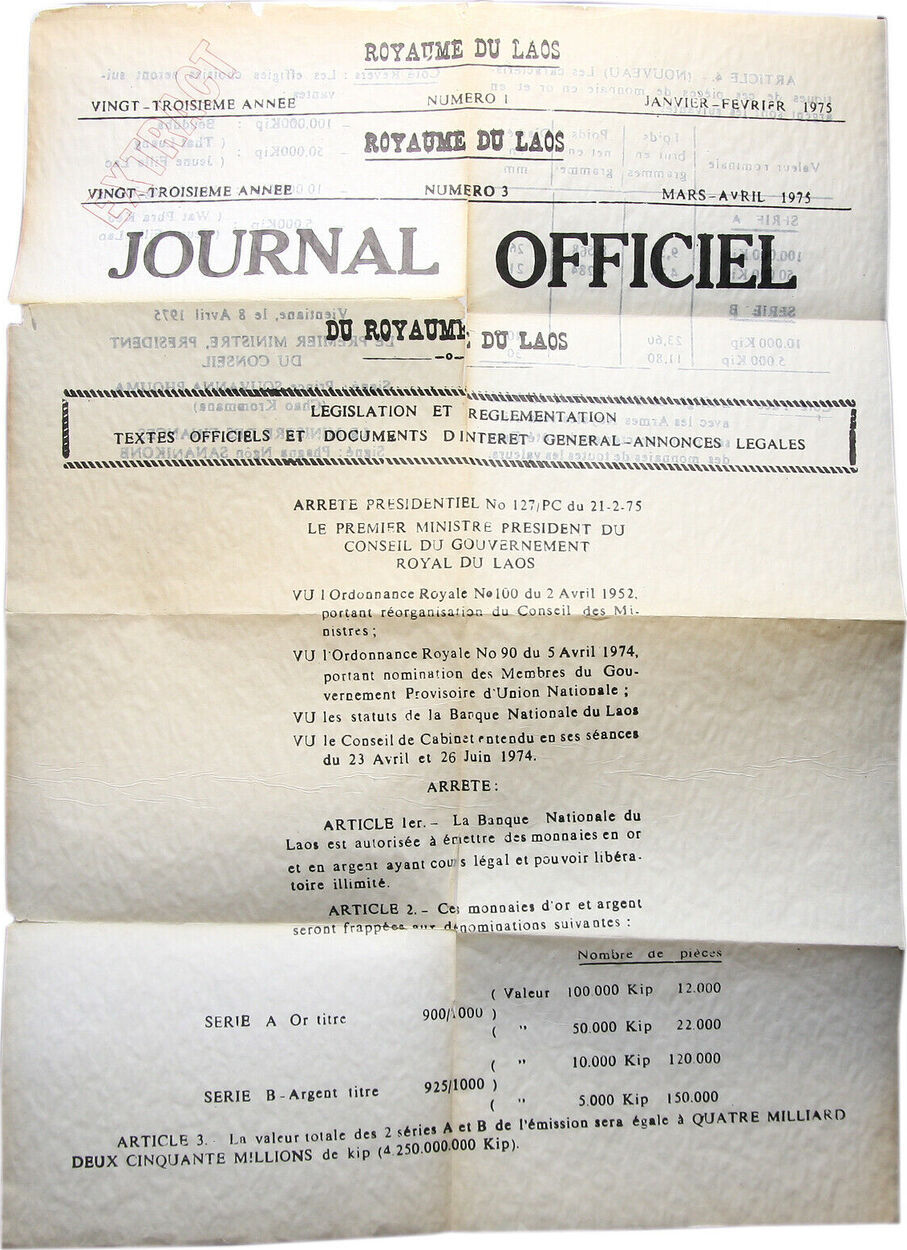 EXTRACT
ROYAUME DU LAOS
VINGT-TROISIEME ANNEE NUMERO 1 JANVIER-FEVRIER 1975
ROYAUME DU LAOS
VINGT-TROISIEME ANNEE NUMERO 3 MARS-AVRIL 1975
JOURNAL OFFICIEL
DU ROYAUME DU LAOS
—o—
LEGISLATION ET REGLEMENTATION
TEXTES OFFICIELS ET DOCUMENTS D'INTERET GENERAL-ANNONCES LEGALES
ARRETE PRESIDENTIEL No 127/PC du 21-2-75
LE PREMIER MINISTRE PRESIDENT DU
CONSEIL DU GOUVERNEMENT
ROYAL DU LAOS
VU l Ordonnance Royale No100 du 2 Avril 1952,
portant réorganisation du Conseil des Mi-
nistres ;
VU l'Ordonnance Royale No 90 du 5 Avril 1974,
portant nomination des Membres du Gou-
vernement Provisoire d'Union Nationale ;
VU les statuts de la Banque Nationale du Laos
VU le Conseil de Cabinet entendu en ses séances
du 23 Avril et 26 Juin 1974.
ARRETE :
ARTICLE 1er. - La Banque Nationale du
Laos est autorisée à émettre des monnaies en or
et en argent ayant cours légal et pouvoir libéra-
toire illimité.
ARTICLE 2. - Ces monnaies d'or et argent
seront frappées aux dénominations suivantes :
Nombre de pièces
( Valeur 100.000 Kip 12.000
SERIE A Or titre 900/1000 )
( " 50.000 Kip 22.000
( " 10.000 Kip 120.000
SERIE B - Argent titre 925/1000 )
( " 5.000 Kip 150.000
ARTICLE 3. - La valeur totale des 2 séries A et B de l'émission sera égale à QUATRE MILLIARD
DEUX CINQUANTE MILLIONS de kip (4.250.000.000 Kip).